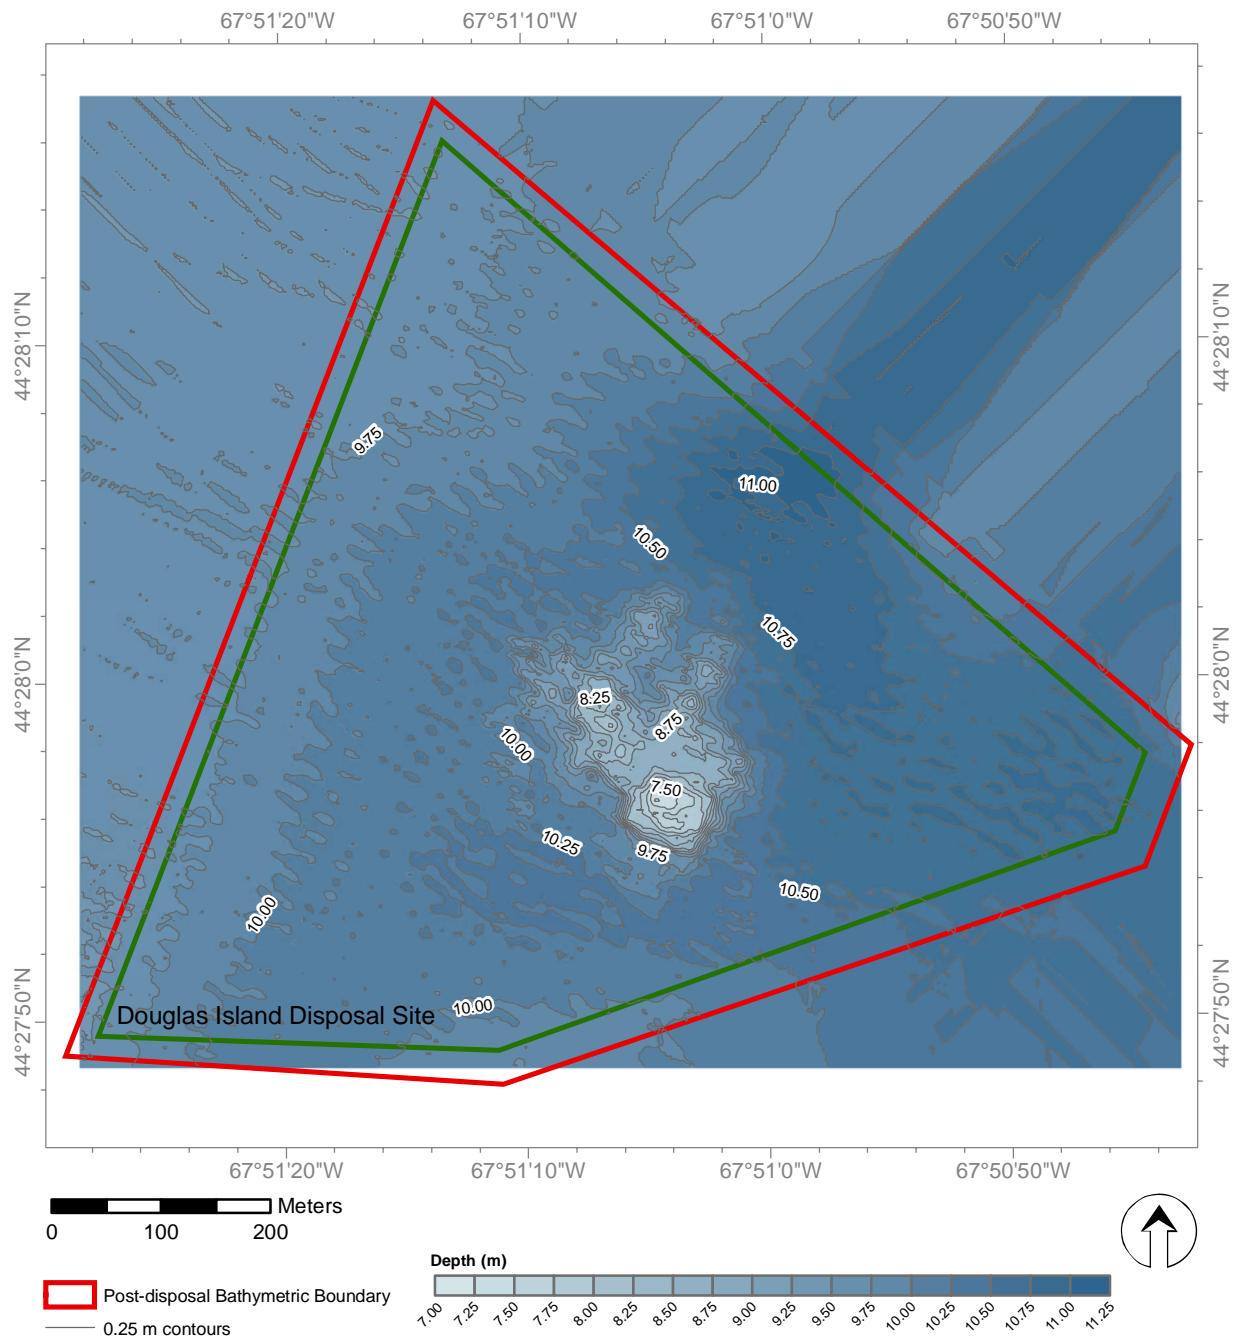 67°51'20"W 67°51'10"W 67°51'0"W 67°50'50"W
44°28'10"N 44°28'10"N
9.75
11.00
10.50
10.75
44°28'0"N 44°28'0"N
8.25
8.75
10.00
7.50
10.25
9.75
10.50
10.00
10.00
Douglas Island Disposal Site
44°27'50"N 44°27'50"N
67°51'20"W 67°51'10"W 67°51'0"W 67°50'50"W
Meters
0 100 200
Depth (m)
7.00 7.25 7.50 7.75 8.00 8.25 8.50 8.75 9.00 9.25 9.50 9.75 10.00 10.25 10.50 10.75 11.00 11.25
Post-disposal Bathymetric Boundary
0.25 m contours